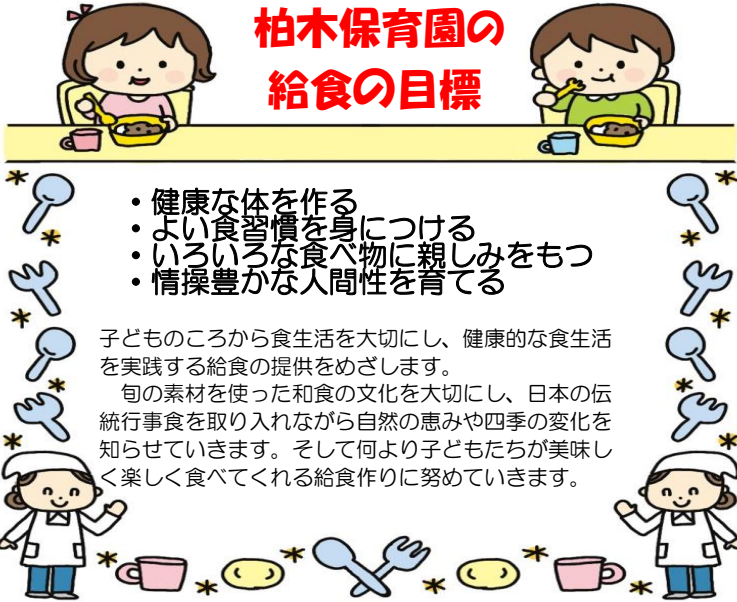 柏木保育園の
給食の目標
・健康な体を作る
・よい食習慣を身につける
・いろいろな食べ物に親しみをもつ
・情操豊かな人間性を育てる
子どものころから食生活を大切にし、健康的な食生活
を実践する給食の提供をめざします。
　旬の素材を使った和食の文化を大切にし、日本の伝
統行事食を取り入れながら自然の恵みや四季の変化を
知らせていきます。そして何より子どもたちが美味し
く楽しく食べてくれる給食作りに努めていきます。